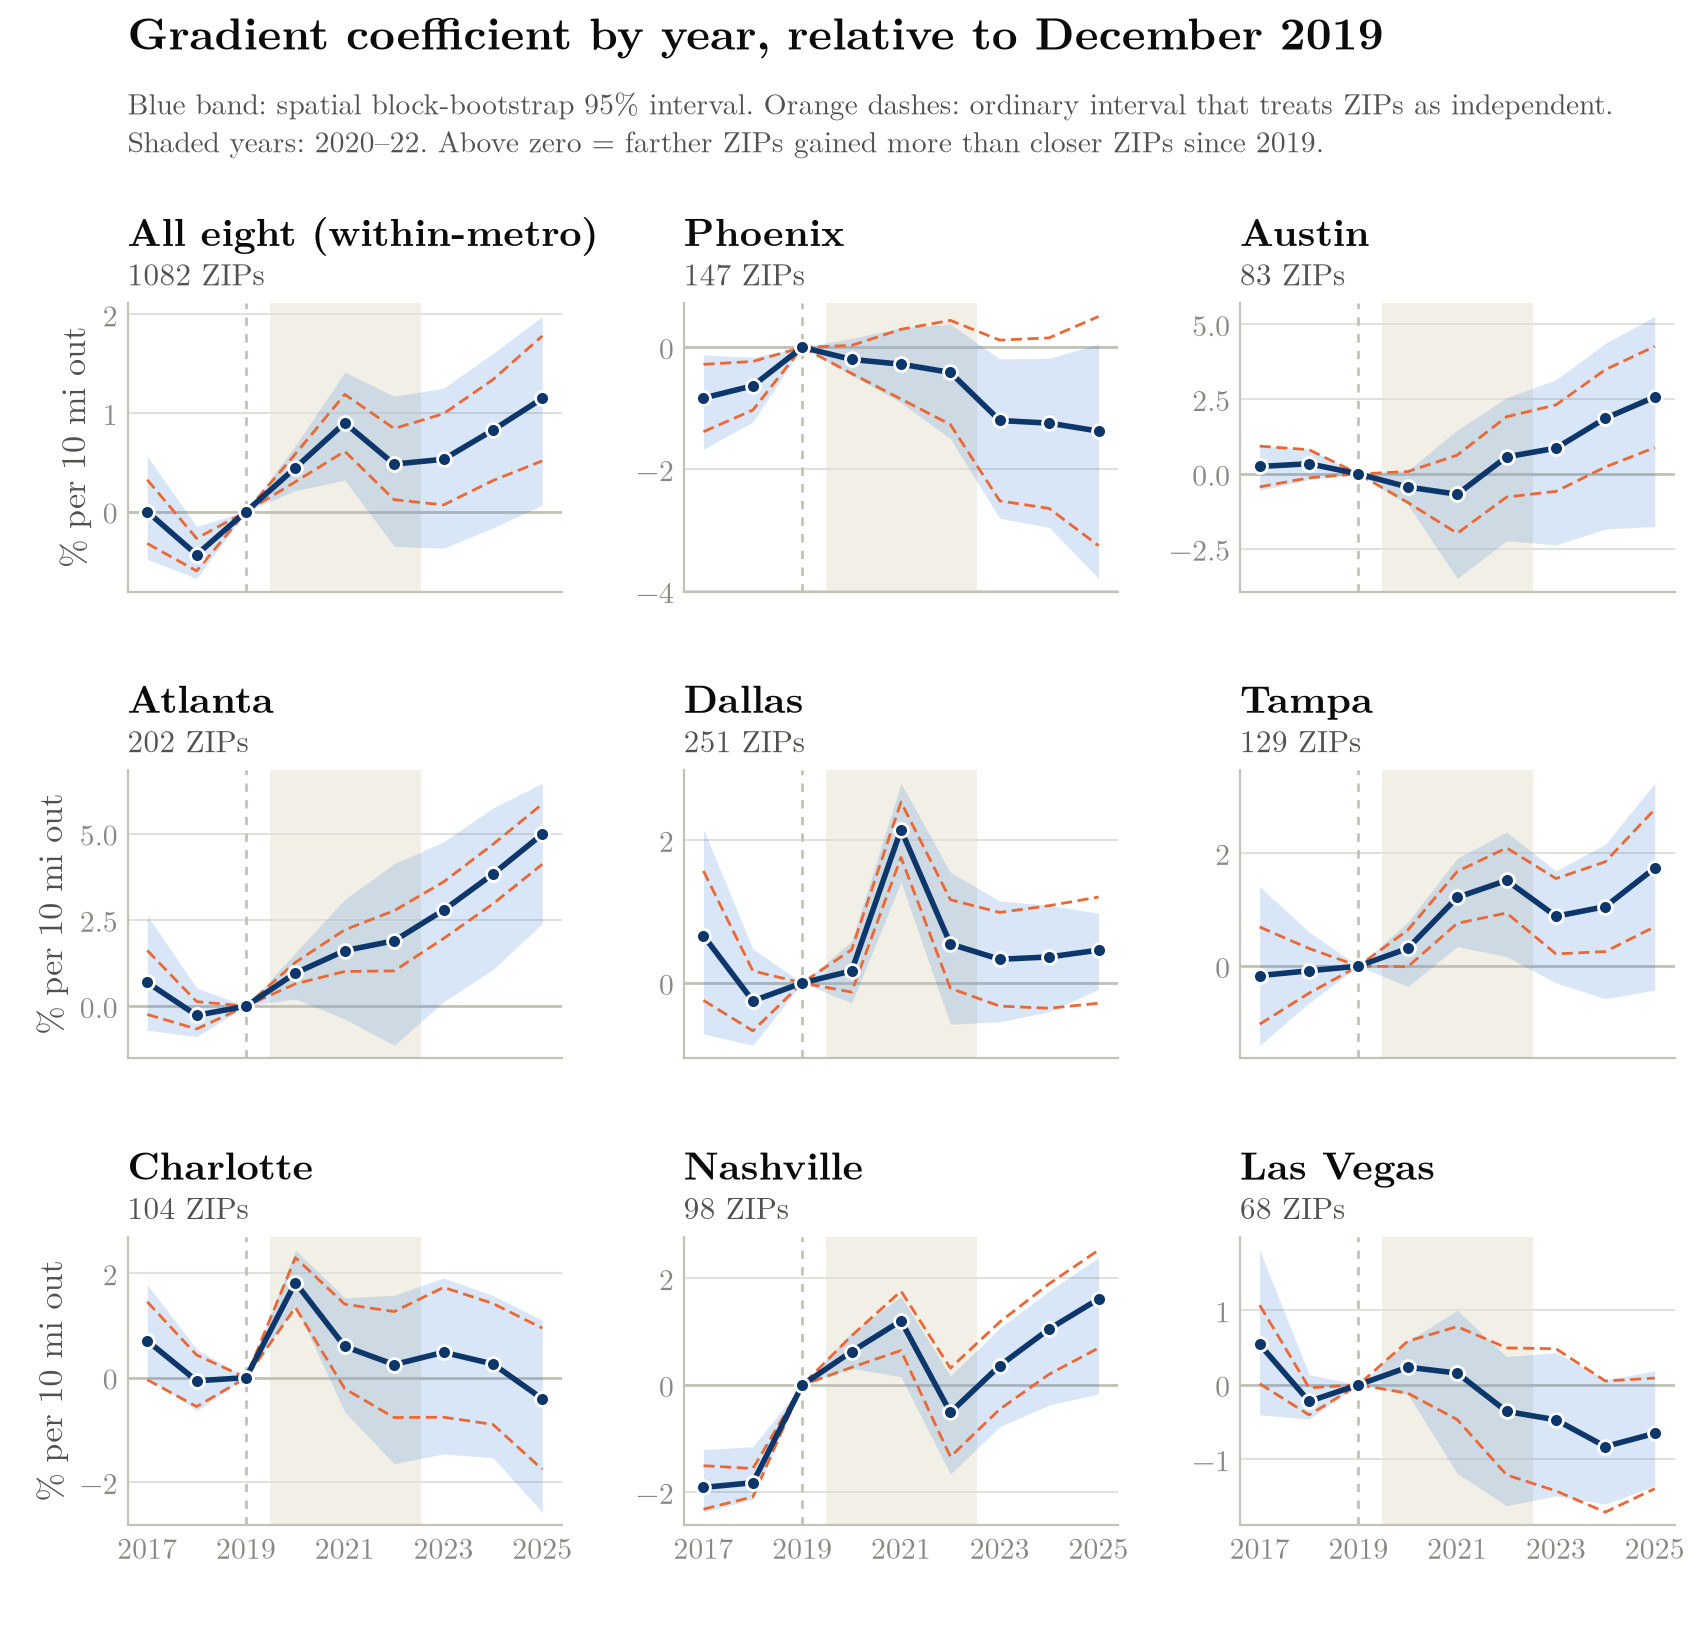 Gradient coefficient by year, relative to December 2019
Blue band: spatial block-bootstrap 95% interval. Orange dashes: ordinary interval that treats ZIPs as independent.
Shaded years: 2020–22. Above zero = farther ZIPs gained more than closer ZIPs since 2019.
All eight (within-metro)
1082 ZIPs
% per 10 mi out
2
1
0
Phoenix
147 ZIPs
0
−2
−4
Austin
83 ZIPs
5.0
2.5
0.0
−2.5
Atlanta
202 ZIPs
% per 10 mi out
5.0
2.5
0.0
Dallas
251 ZIPs
2
0
Tampa
129 ZIPs
2
0
Charlotte
104 ZIPs
% per 10 mi out
2
0
−2
2017 2019 2021 2023 2025
Nashville
98 ZIPs
2
0
−2
2017 2019 2021 2023 2025
Las Vegas
68 ZIPs
1
0
−1
2017 2019 2021 2023 2025